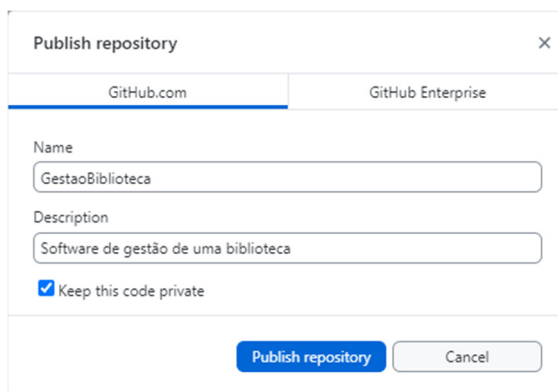 Publish repository
GitHub.com GitHub Enterprise
Name
GestaoBiblioteca
Description
Software de gestão de uma biblioteca
Keep this code private
Publish repository Cancel